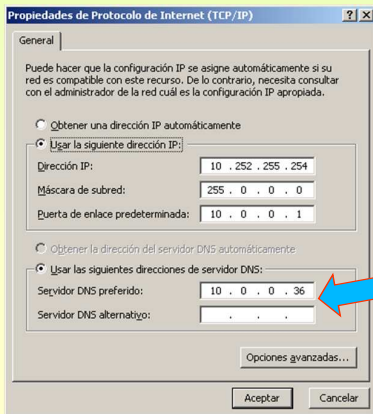 Propiedades de Protocolo de Internet (TCP/IP)
General
Puede hacer que la configuración IP se asigne automáticamente si su
red es compatible con este recurso. De lo contrario, necesita consultar
con el administrador de la red cuál es la configuración IP apropiada.
Obtener una dirección IP automáticamente
Usar la siguiente dirección IP:
Dirección IP: 10 . 252 . 255 . 254
Máscara de subred: 255 . 0 . 0 . 0
Puerta de enlace predeterminada: 10 . 0 . 0 . 1
Obtener la dirección del servidor DNS automáticamente
Usar las siguientes direcciones de servidor DNS:
Servidor DNS preferido: 10 . 0 . 0 . 36
Servidor DNS alternativo: . . .
Opciones avanzadas...
Aceptar Cancelar